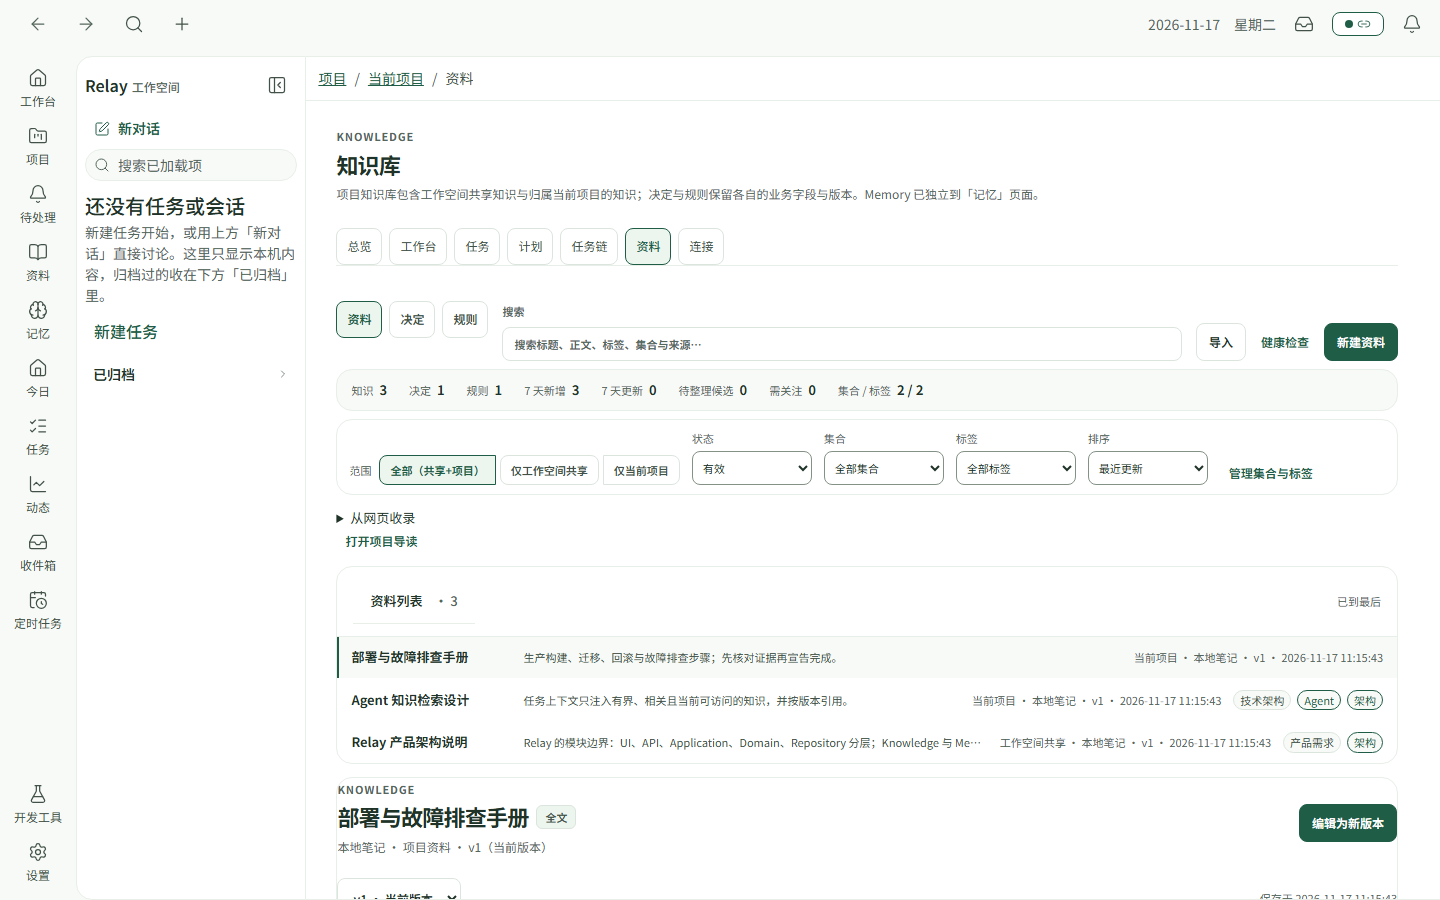 2026-11-17 星期二
工作台
项目
待处理
资料
记忆
今日
任务
动态
收件箱
定时任务
开发工具
设置
Relay 工作空间
新对话
搜索已加载项
还没有任务或会话
新建任务开始，或用上方「新对
话」直接讨论。这里只显示本机内
容，归档过的收在下方「已归档」
里。
新建任务
已归档
项目 / 当前项目 / 资料
KNOWLEDGE
知识库
项目知识库包含工作空间共享知识与归属当前项目的知识；决定与规则保留各自的业务字段与版本。Memory 已独立到「记忆」页面。
总览 工作台 任务 计划 任务链 资料 连接
资料 决定 规则
搜索
搜索标题、正文、标签、集合与来源…
导入 健康检查 新建资料
知识 3 决定 1 规则 1 7 天新增 3 7 天更新 0 待整理候选 0 需关注 0 集合 / 标签 2 / 2
范围 全部（共享+项目） 仅工作空间共享 仅当前项目
状态 集合 标签 排序
有效 全部集合 全部标签 最近更新 管理集合与标签
从网页收录
打开项目导读
资料列表 · 3 已到最后
部署与故障排查手册 生产构建、迁移、回滚与故障排查步骤；先核对证据再宣告完成。 当前项目 · 本地笔记 · v1 · 2026-11-17 11:15:43
Agent 知识检索设计 任务上下文只注入有界、相关且当前可访问的知识，并按版本引用。 当前项目 · 本地笔记 · v1 · 2026-11-17 11:15:43 技术架构 Agent 架构
Relay 产品架构说明 Relay 的模块边界：UI、API、Application、Domain、Repository 分层；Knowledge 与 Me… 工作空间共享 · 本地笔记 · v1 · 2026-11-17 11:15:43 产品需求 架构
KNOWLEDGE
部署与故障排查手册 全文
编辑为新版本
本地笔记 · 项目资料 · v1（当前版本）
v1 · 当前版本
保存于 2026-11-17 11:15:43